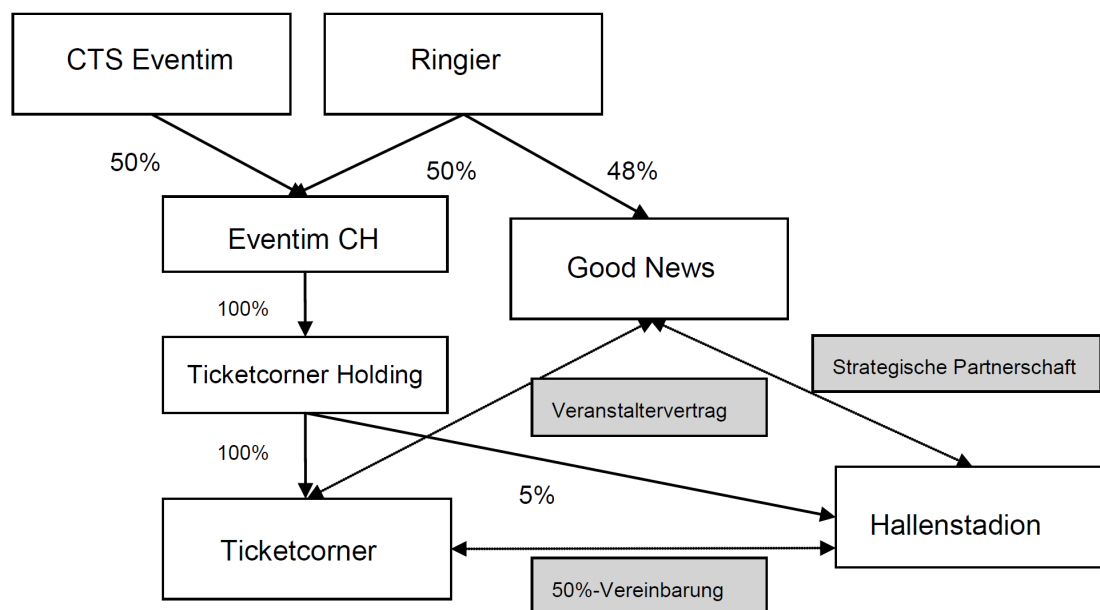 CTS Eventim
Ringier
50%
50%
48%
Eventim CH
Good News
100%
Ticketcorner Holding
Strategische Partnerschaft
Veranstaltervertrag
100%
5%
Ticketcorner
Hallenstadion
50%-Vereinbarung